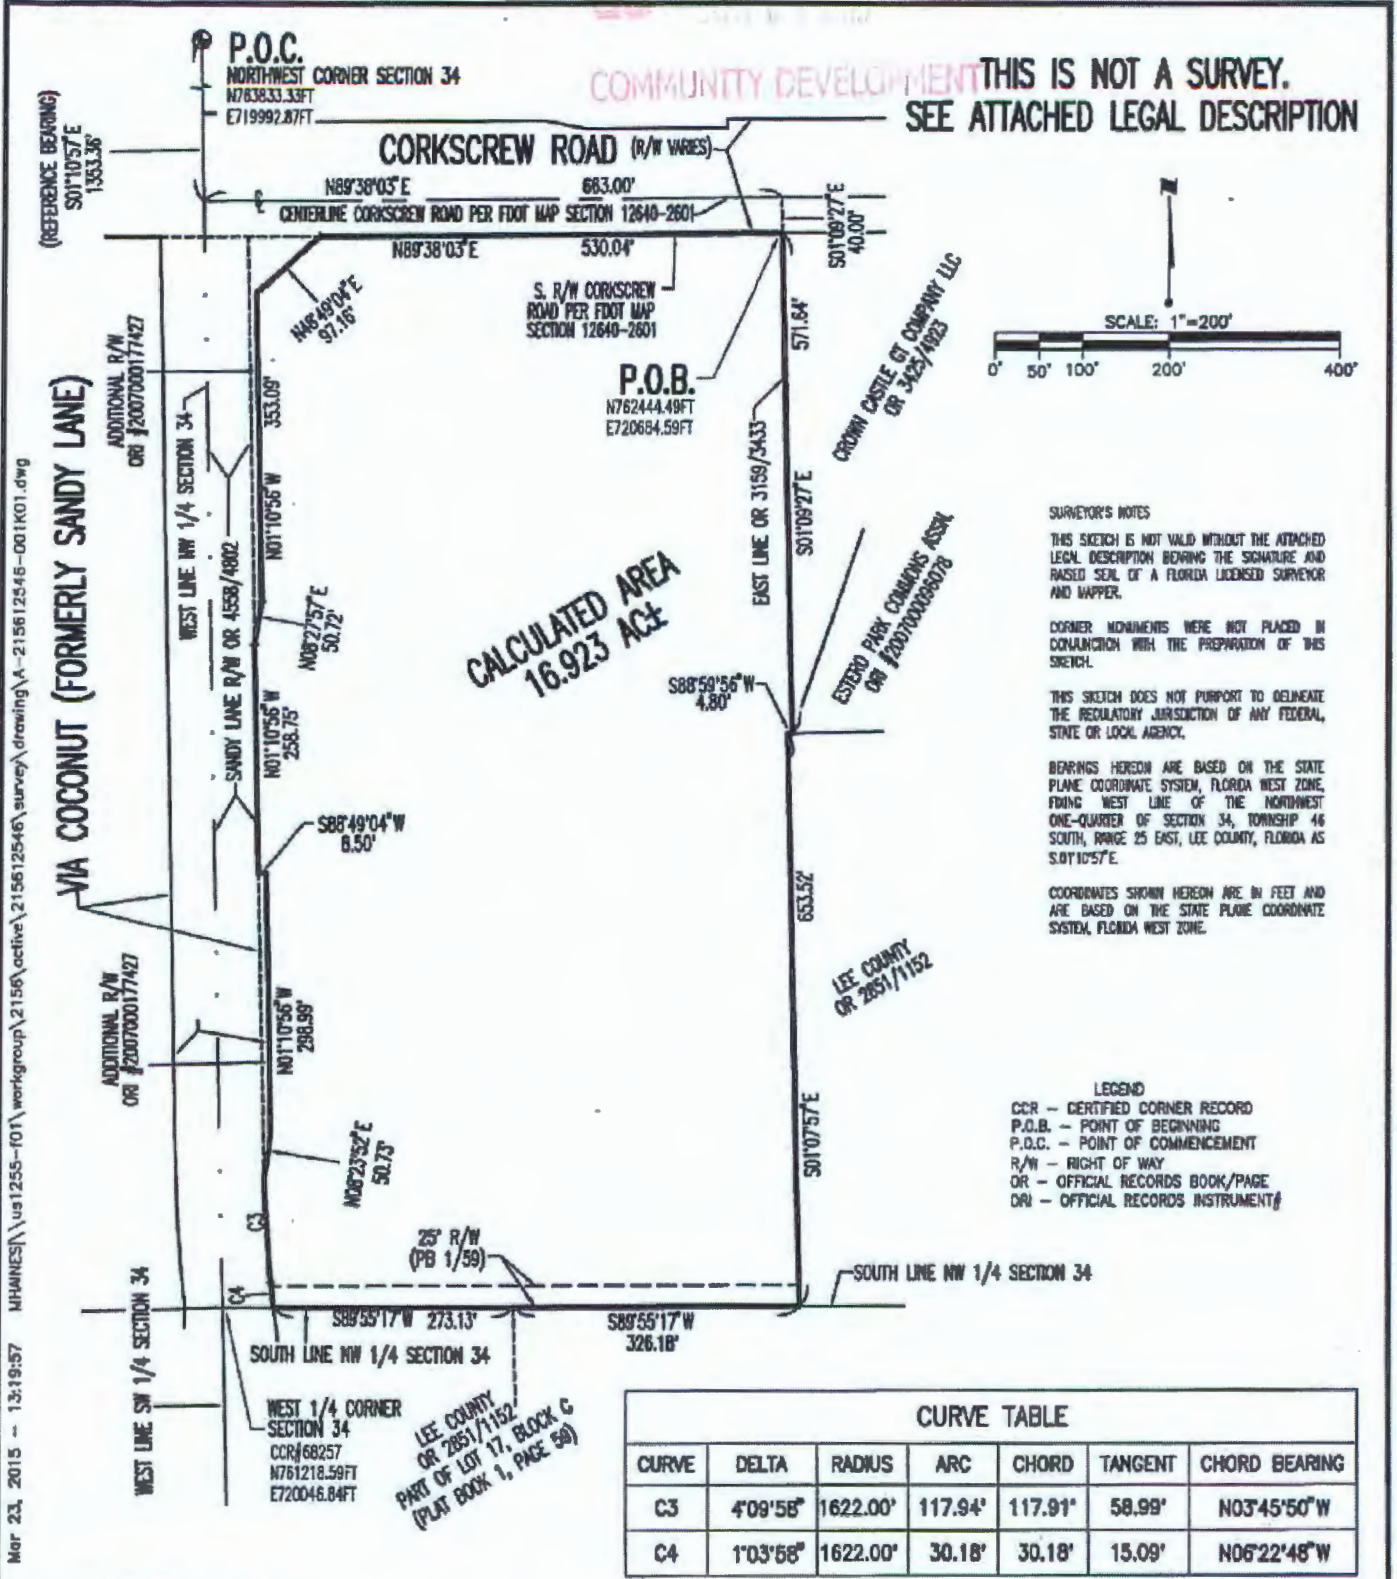 COMMUNITY DEVELOPMENT
THIS IS NOT A SURVEY.
SEE ATTACHED LEGAL DESCRIPTION
P.O.C.
NORTHWEST CORNER SECTION 34
N763833.33FT
E719992.87FT
(REFERENCE BEARING)
S01°10'57"E
1353.36'
CORKSCREW ROAD (R/W VARIES)
N89°38'03"E 683.00'
CENTERLINE CORKSCREW ROAD PER FDOT MAP SECTION 12640-2601
N89°38'03"E 530.04'
S01°09'27"E
40.00'
N48°49'04"E
97.16'
S. R/W CORKSCREW
ROAD PER FDOT MAP
SECTION 12640-2601
P.O.B.
N762444.49FT
E720684.59FT
571.64'
EAST LINE OR 3159/3433
S01°09'27"E
CROWN CASTLE GT COMPANY LLC
OR 3425/4923
SCALE: 1"=200'
0' 50' 100' 200' 400'
ADDITIONAL R/W
ORI #2007000177427
VIA COCONUT (FORMERLY SANDY LANE)
WEST LINE NW 1/4 SECTION 34
SANDY LANE R/W OR 4558/4802
353.09'
N01°10'56"W
N08°27'57"E
50.72'
N01°10'56"W
258.75'
CALCULATED AREA
16.923 AC±
S88°59'56"W
4.80'
ESTERO PARK COMMONS ASSN.
ORI #2007000095078
S88°49'04"W
8.50'
653.52'
LEE COUNTY
OR 2851/1152
S01°07'57"E
ADDITIONAL R/W
ORI #2007000177427
N01°10'56"W
298.99'
N08°23'52"E
50.73'
C3
C4
25' R/W
(PB 1/59)
SOUTH LINE NW 1/4 SECTION 34
S89°55'17"W 273.13'
S89°55'17"W
326.18'
SOUTH LINE NW 1/4 SECTION 34
WEST LINE SW 1/4 SECTION 34
WEST 1/4 CORNER
SECTION 34
CCR#68257
N761218.59FT
E720046.84FT
LEE COUNTY
OR 2851/1152
PART OF LOT 17, BLOCK C
(PLAT BOOK 1, PAGE 59)
SURVEYOR'S NOTES
THIS SKETCH IS NOT VALID WITHOUT THE ATTACHED
LEGAL DESCRIPTION BEARING THE SIGNATURE AND
RAISED SEAL OF A FLORIDA LICENSED SURVEYOR
AND MAPPER.
CORNER MONUMENTS WERE NOT PLACED IN
CONJUNCTION WITH THE PREPARATION OF THIS
SKETCH.
THIS SKETCH DOES NOT PURPORT TO DELINEATE
THE REGULATORY JURISDICTION OF ANY FEDERAL,
STATE OR LOCAL AGENCY.
BEARINGS HEREON ARE BASED ON THE STATE
PLANE COORDINATE SYSTEM, FLORIDA WEST ZONE,
FIXING WEST LINE OF THE NORTHWEST
ONE-QUARTER OF SECTION 34, TOWNSHIP 46
SOUTH, RANGE 25 EAST, LEE COUNTY, FLORIDA AS
S.01°10'57"E.
COORDINATES SHOWN HEREON ARE IN FEET AND
ARE BASED ON THE STATE PLANE COORDINATE
SYSTEM, FLORIDA WEST ZONE.
LEGEND
CCR – CERTIFIED CORNER RECORD
P.O.B. – POINT OF BEGINNING
P.O.C. – POINT OF COMMENCEMENT
R/W – RIGHT OF WAY
OR – OFFICIAL RECORDS BOOK/PAGE
ORI – OFFICIAL RECORDS INSTRUMENT#
CURVE TABLE
CURVE DELTA RADIUS ARC CHORD TANGENT CHORD BEARING
C3 4°09'58" 1622.00' 117.94' 117.91' 58.99' N03°45'50"W
C4 1°03'58" 1622.00' 30.18' 30.18' 15.09' N06°22'48"W
Mar 23, 2015 – 13:19:57 MHAINES|\\us1255-f01\workgroup\2156\active\215612546\survey\drawing\A-215612546-001K01.dwg